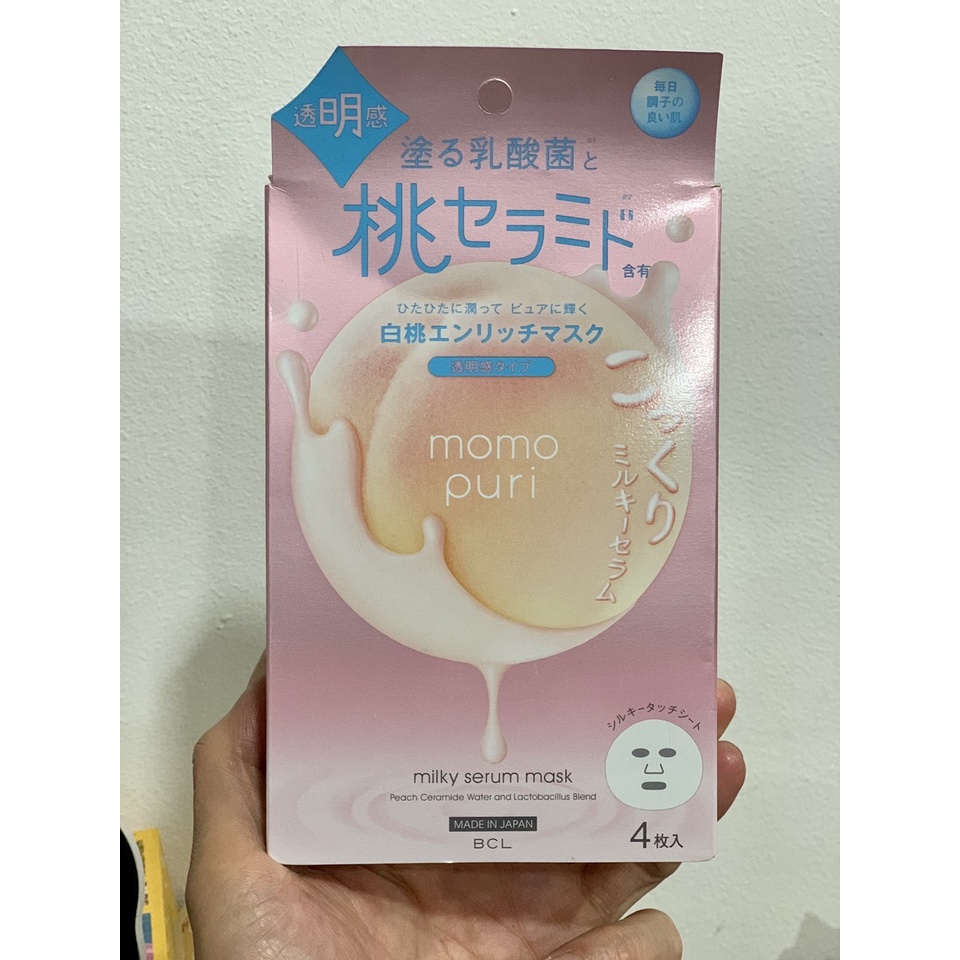 透明感
毎日
調子の
良い肌
塗る乳酸菌※1と
桃セラミド
含有
ひたひたに潤って ピュアに輝く
白桃エンリッチマスク
透明感タイプ
こっくり
ミルキーセラム
momo
puri
シルキータッチシート
milky serum mask
Peach Ceramide Water and Lactobacillus Blend
MADE IN JAPAN
BCL
4枚入